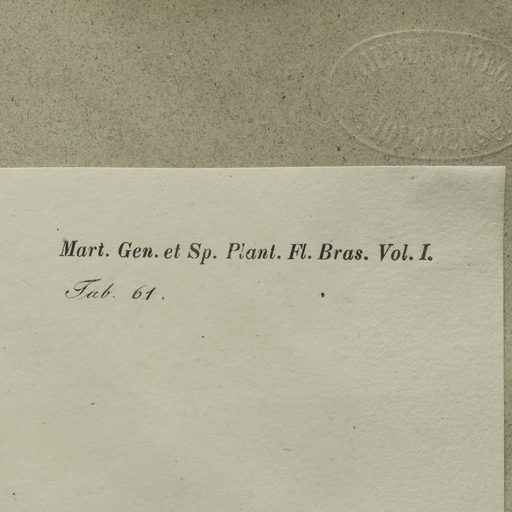 Mart. Gen. et Sp. Plant. Fl. Bras. Vol. I.
Tab. 61.